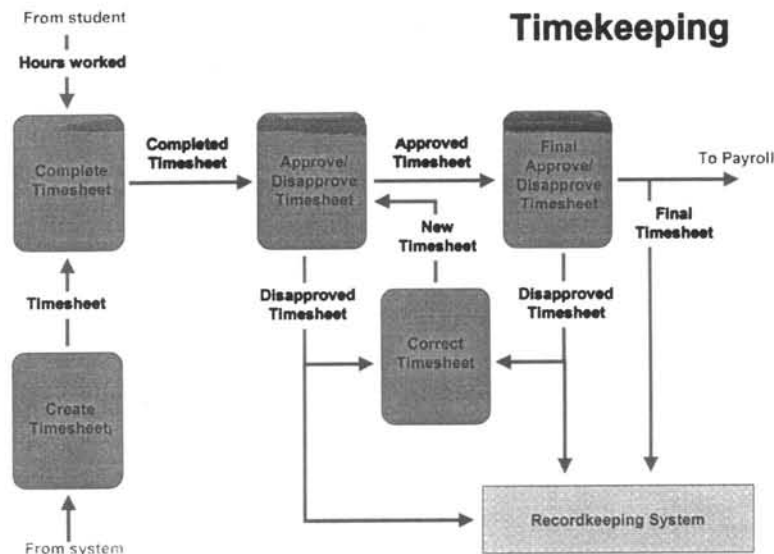 From student
Timekeeping
Hours worked
Complete
Timesheet
Completed
Timesheet
Approve/
Disapprove
Timesheet
Approved
Timesheet
Final
Approve/
Disapprove
Timesheet
To Payroll
New
Timesheet
Final
Timesheet
Timesheet
Disapproved
Timesheet
Correct
Timesheet
Disapproved
Timesheet
Create
Timesheet
Recordkeeping System
From system